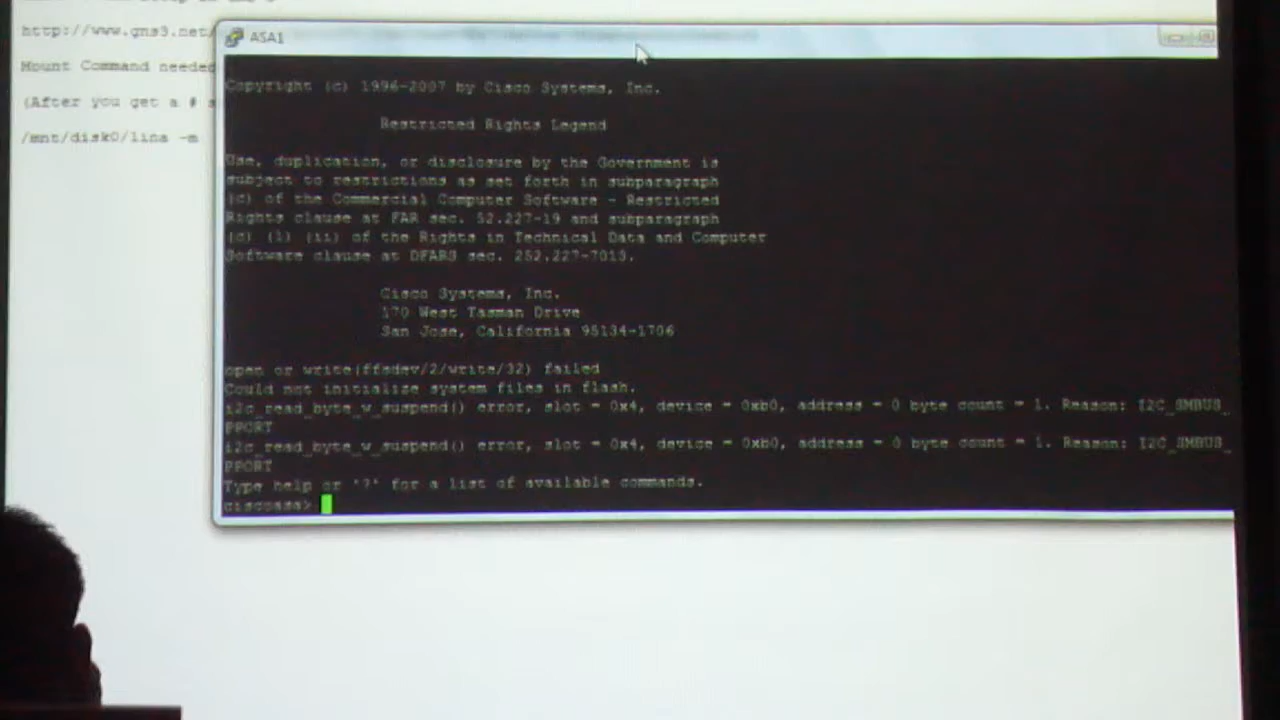 http://www.gns3.net/
Mount Command needed
(After you get a # s
/mnt/disk0/lina -m
ASA1
Copyright (c) 1996-2007 by Cisco Systems, Inc.
Restricted Rights Legend
Use, duplication, or disclosure by the Government is
subject to restrictions as set forth in subparagraph
(c) of the Commercial Computer Software - Restricted
Rights clause at FAR sec. 52.227-19 and subparagraph
(c) (1) (ii) of the Rights in Technical Data and Computer
Software clause at DFARS sec. 252.227-7013.
Cisco Systems, Inc.
170 West Tasman Drive
San Jose, California 95134-1706
open or write(ffsdev/2/write/32) failed
Could not initialize system files in flash.
i2c_read_byte_w_suspend() error, slot = 0x4, device = 0xb0, address = 0 byte count = 1. Reason: I2C_SMBUS_
PPORT
i2c_read_byte_w_suspend() error, slot = 0x4, device = 0xb0, address = 0 byte count = 1. Reason: I2C_SMBUS_
PPORT
Type help or '?' for a list of available commands.
ciscoasa>